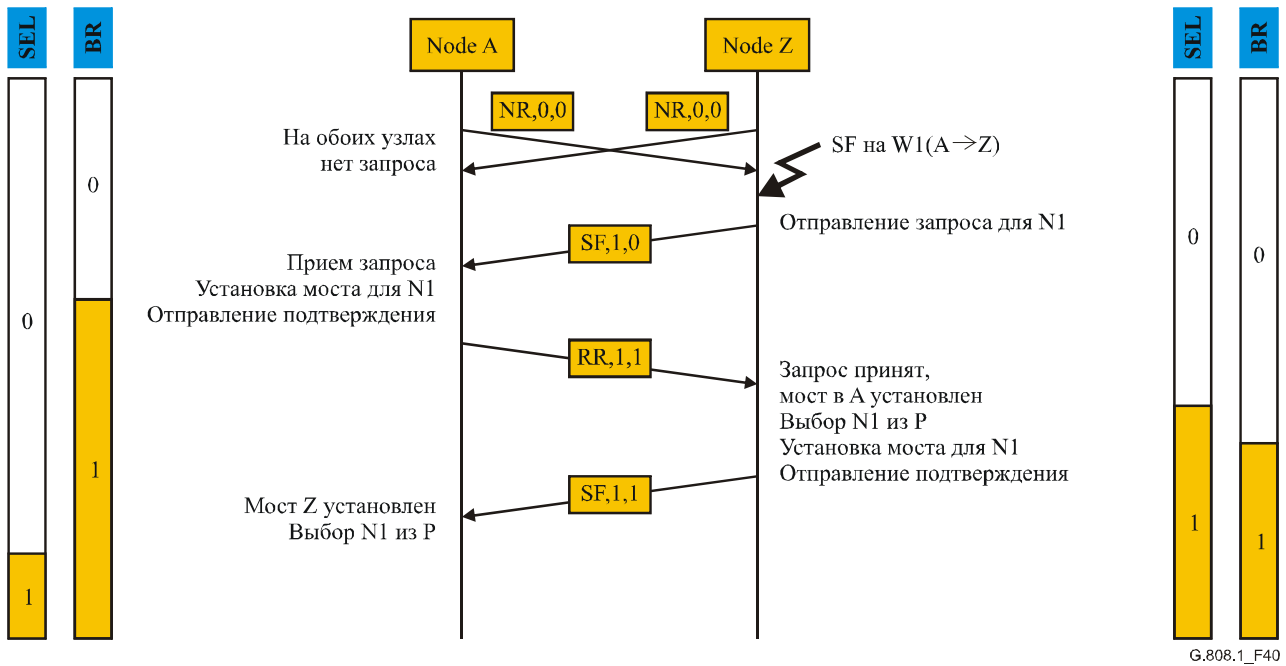 SEL
BR
Node A
Node Z
SEL
BR
NR,0,0
NR,0,0
На обоих узлах
нет запроса
SF на W1(A→Z)
0
0
0
0
Отправление запроса для N1
SF,1,0
Прием запроса
Установка моста для N1
Отправление подтверждения
RR,1,1
Запрос принят,
мост в A установлен
Выбор N1 из P
Установка моста для N1
Отправление подтверждения
1
SF,1,1
Мост Z установлен
Выбор N1 из P
1
1
1
G.808.1_F40